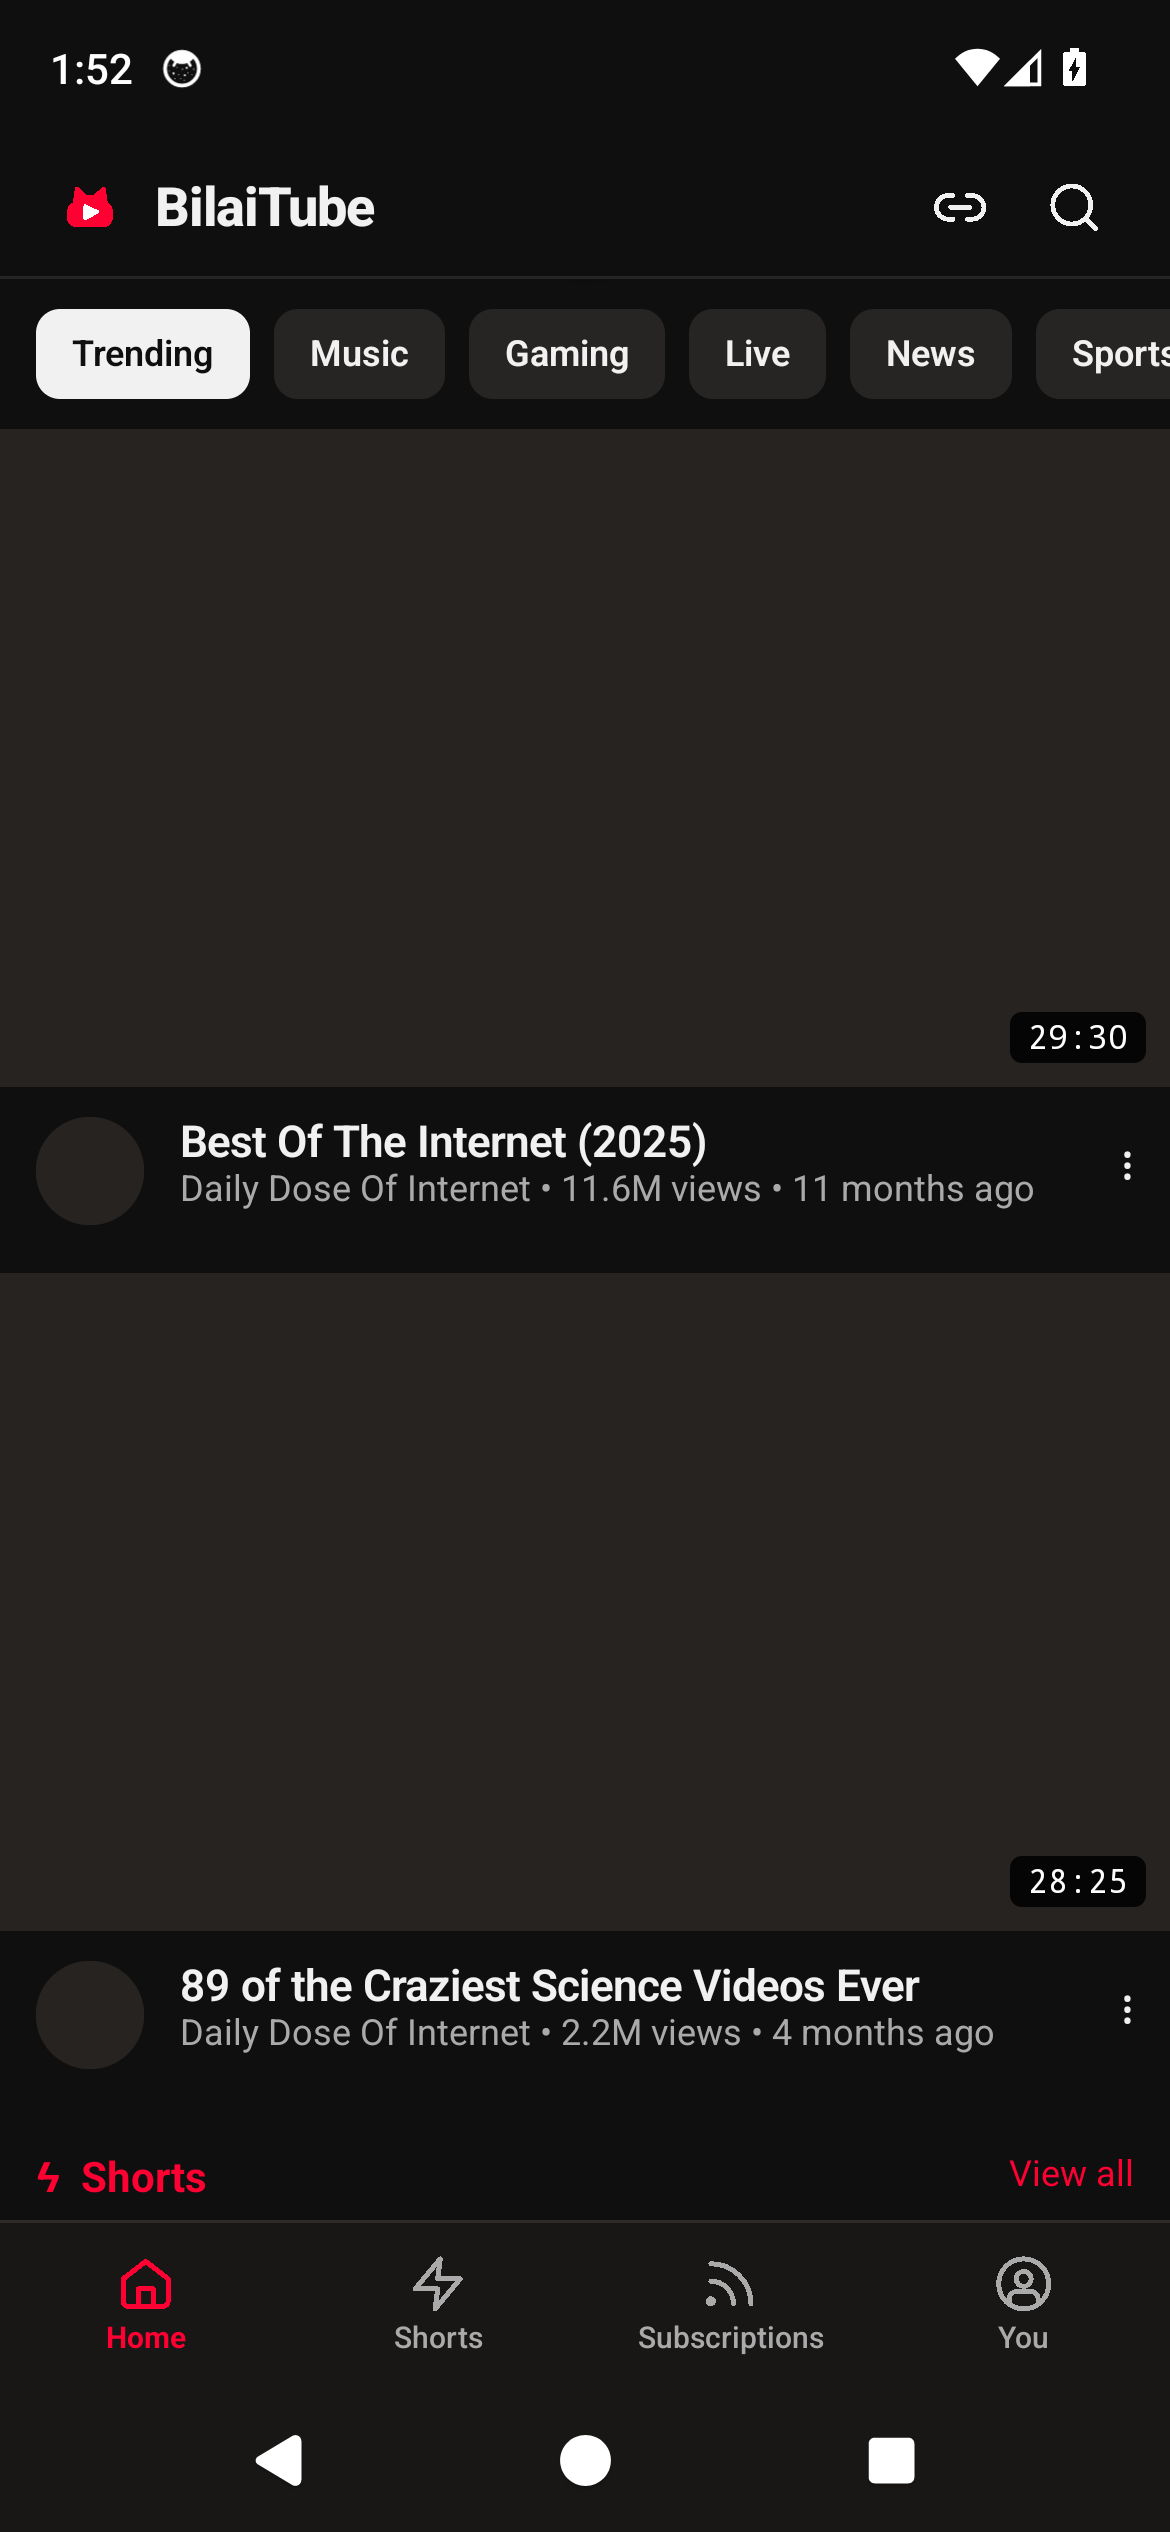 1:52
BilaiTube
Trending Music Gaming Live News Sports
29:30
Best Of The Internet (2025)
Daily Dose Of Internet • 11.6M views • 11 months ago
28:25
89 of the Craziest Science Videos Ever
Daily Dose Of Internet • 2.2M views • 4 months ago
Shorts View all
Home Shorts Subscriptions You